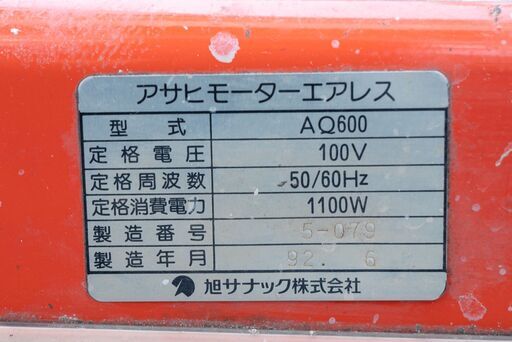 アサヒモーターエアレス
型式 AQ600
定格電圧 100V
定格周波数 50/60Hz
定格消費電力 1100W
製造番号 5-079
製造年月 92. 6
旭サナック株式会社